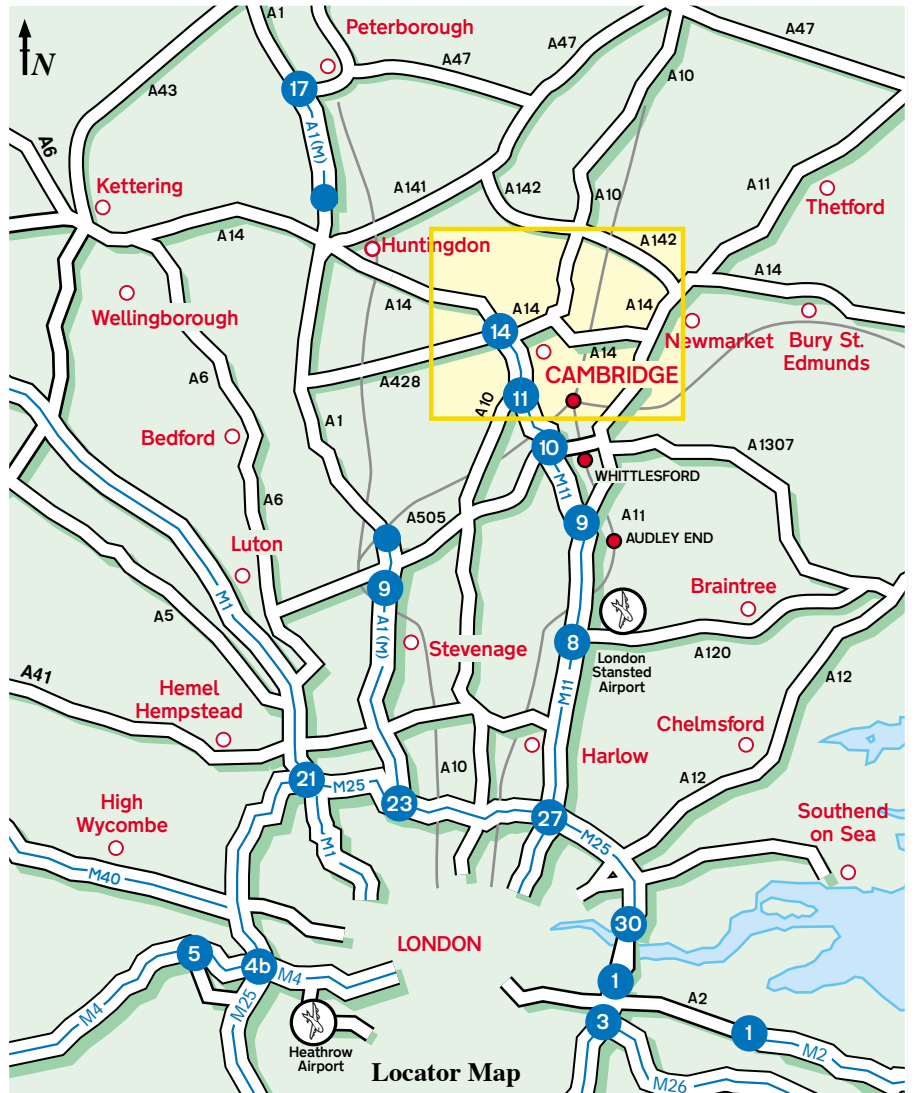 A1
Peterborough
A47
A47
A47
N
A43
17
A10
A1(M)
A6
Kettering
A141
A142
A10
A11
Thetford
A14
Huntingdon
A142
A14
A14
A14
A14
Wellingborough
14
A14
Newmarket
Bury St.
Edmunds
A428
A6
CAMBRIDGE
11
A10
A1
Bedford
10
A1307
M11
WHITTLESFORD
A6
A505
9
A11
AUDLEY END
Luton
9
M1
A5
Braintree
A1(M)
8
Stevenage
London
Stansted
Airport
A120
A41
A12
Hemel
Hempstead
M11
Chelmsford
Harlow
A10
21
M25
A12
23
High
Wycombe
27
Southend
on Sea
M1
M25
M40
30
LONDON
5
4b
M4
1
M4
M25
A2
3
1
M2
Heathrow
Airport
Locator Map
M26